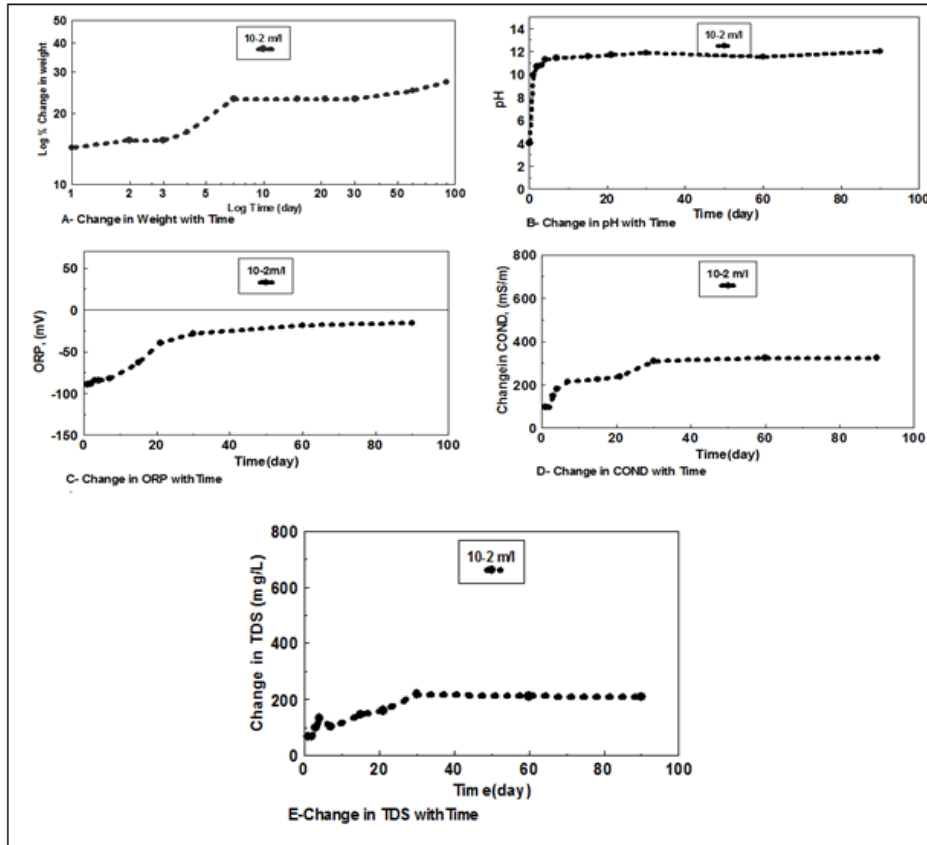 50
40
30
20
10
Log % Change in weight
10-2 m/l
1 2 3 5 10 20 30 50 100
Log Time (day)
A- Change in Weight with Time
14
12
10
8
6
4
2
0
pH
10-2 m/l
0 20 40 60 80 100
Time (day)
B- Change in pH with Time
50
0
-50
-100
-150
ORP, (mV)
10-2m/l
0 20 40 60 80 100
Time(day)
C- Change in ORP withTime
800
600
400
200
0
Changein COND, (mS/m)
10-2 m/l
0 20 40 60 80 100
Time(day)
D- Change in COND with Time
800
600
400
200
0
Change in TDS (m g/L)
10-2 m/l
0 20 40 60 80 100
Time(day)
E-Change in TDS withTime